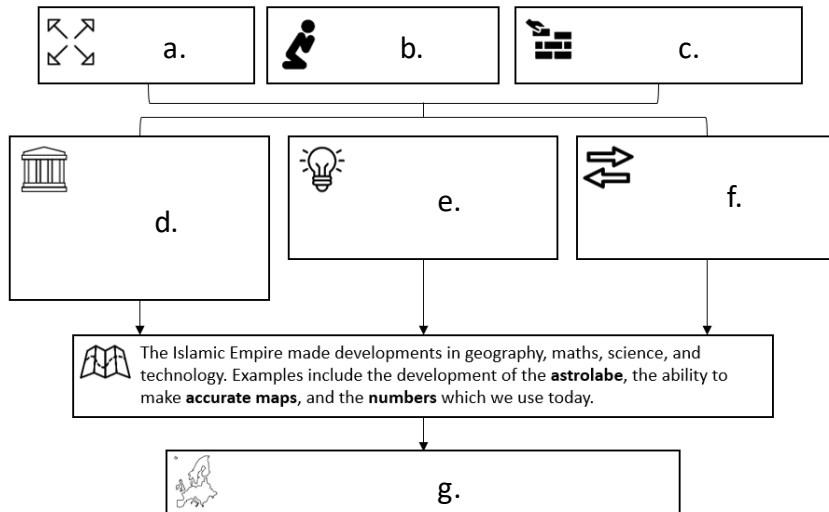 a.
b.
c.
d.
e.
f.
The Islamic Empire made developments in geography, maths, science, and
technology. Examples include the development of the astrolabe, the ability to
make accurate maps, and the numbers which we use today.
g.